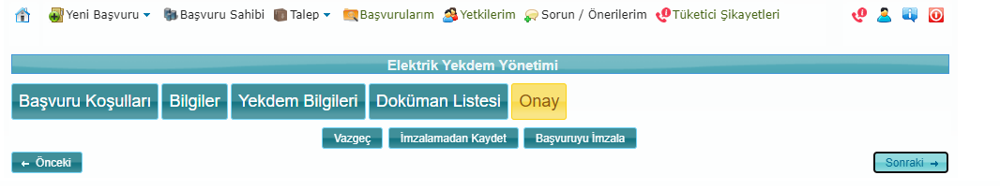 Yeni Başvuru Başvuru Sahibi Talep Başvurularım Yetkilerim Sorun / Önerilerim Tüketici Şikayetleri
Elektrik Yekdem Yönetimi
Başvuru Koşulları Bilgiler Yekdem Bilgileri Doküman Listesi Onay
Vazgeç İmzalamadan Kaydet Başvuruyu İmzala
← Önceki Sonraki →